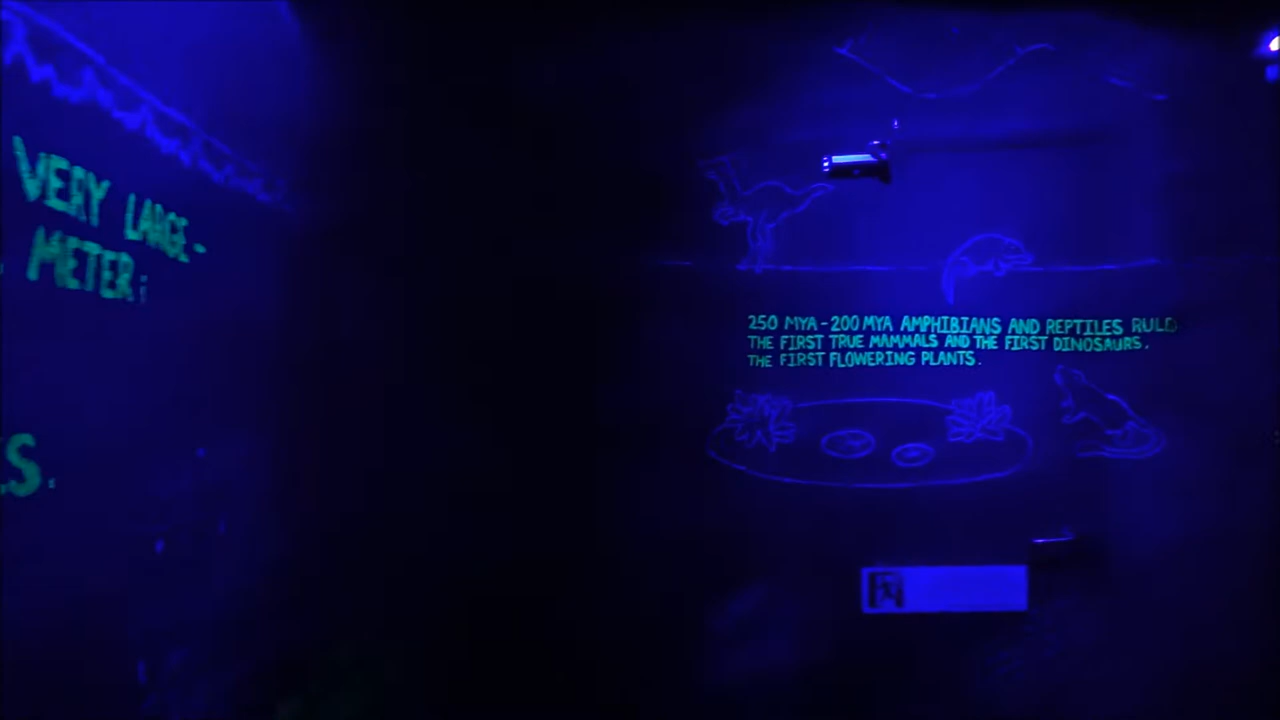 VERY LARGE-
METER:
S.
250 MYA-200 MYA AMPHIBIANS AND REPTILES RULD
THE FIRST TRUE MAMMALS AND THE FIRST DINOSAURS.
THE FIRST FLOWERING PLANTS.